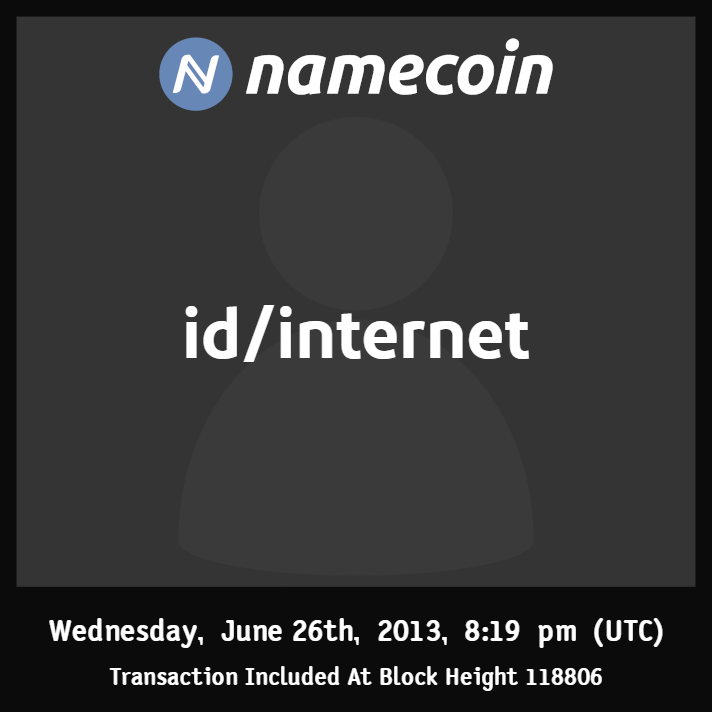 namecoin
id/internet
Wednesday, June 26th, 2013, 8:19 pm (UTC)
Transaction Included At Block Height 118806